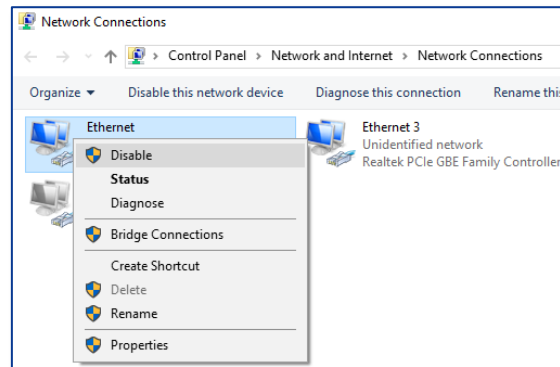 Network Connections
Control Panel > Network and Internet > Network Connections
Organize Disable this network device Diagnose this connection Rename this
Ethernet
Disable
Status
Diagnose
Bridge Connections
Create Shortcut
Delete
Rename
Properties
Ethernet 3
Unidentified network
Realtek PCIe GBE Family Controller